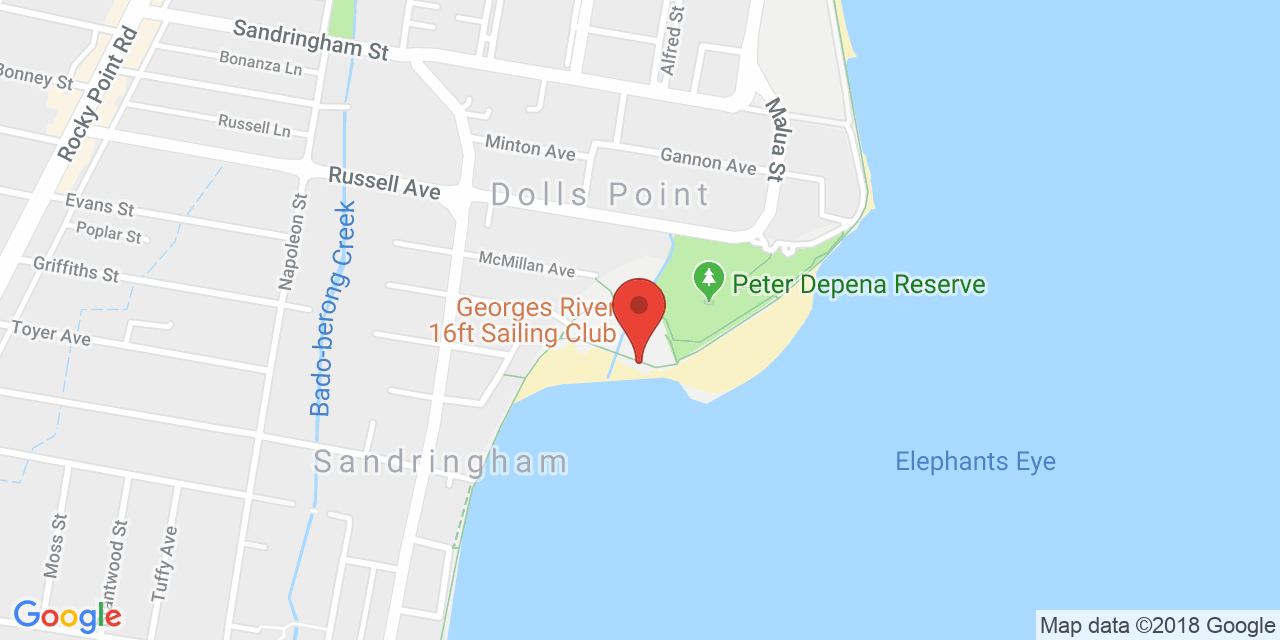 Sandringham St
Alfred St
Rocky Point Rd
Bonanza Ln
Bonney St
Malua St
Russell Ln
Minton Ave
Gannon Ave
Russell Ave
Dolls Point
Evans St
Napoleon St
Poplar St
Bado-berong Creek
McMillan Ave
Griffiths St
Peter Depena Reserve
Georges River
16ft Sailing Club
Toyer Ave
Sandringham
Elephants Eye
Moss St
Tuffy Ave
Google
Map data ©2018 Google